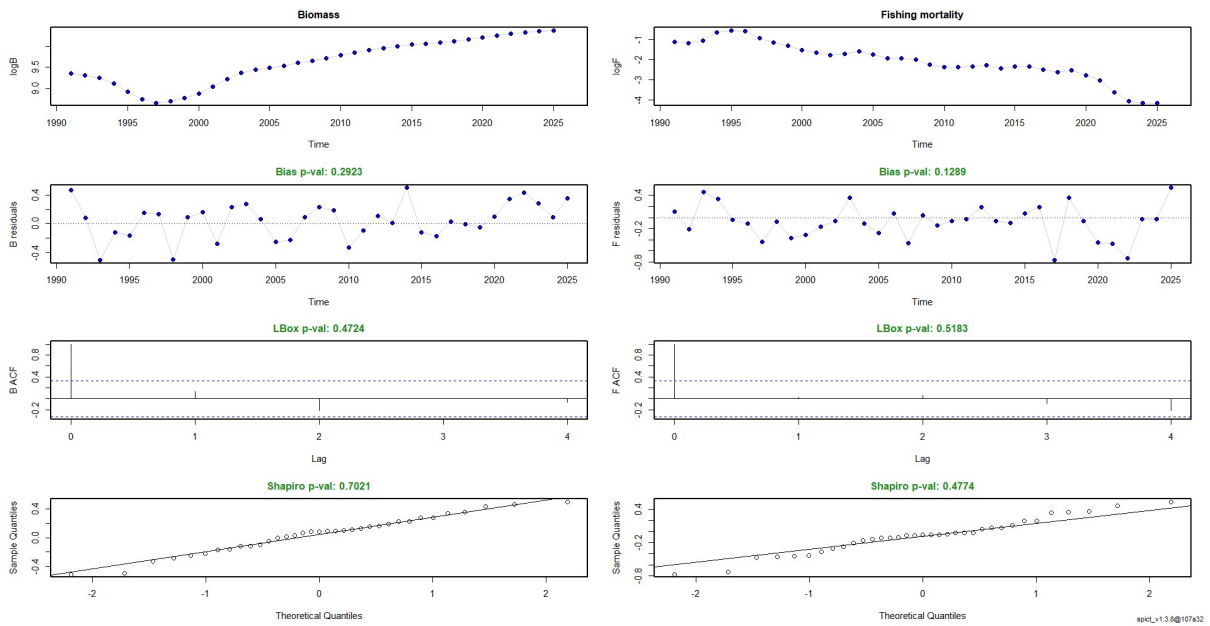 Biomass
logB
9.5
9.0
1990 1995 2000 2005 2010 2015 2020 2025
Time
Fishing mortality
logF
-1
-2
-3
-4
1990 1995 2000 2005 2010 2015 2020 2025
Time
Bias p-val: 0.2923
B residuals
0.4
0.0
-0.4
1990 1995 2000 2005 2010 2015 2020 2025
Time
Bias p-val: 0.1289
F residuals
0.4
-0.2
-0.8
1990 1995 2000 2005 2010 2015 2020 2025
Time
LBox p-val: 0.4724
B ACF
0.8
0.4
-0.2
0 1 2 3 4
Lag
LBox p-val: 0.5183
F ACF
0.8
0.4
-0.2
0 1 2 3 4
Lag
Shapiro p-val: 0.7021
Sample Quantiles
0.4
0.0
-0.4
-2 -1 0 1 2
Theoretical Quantiles
Shapiro p-val: 0.4774
Sample Quantiles
0.4
-0.2
-0.8
-2 -1 0 1 2
Theoretical Quantiles
spict_v1.3.8@107a32